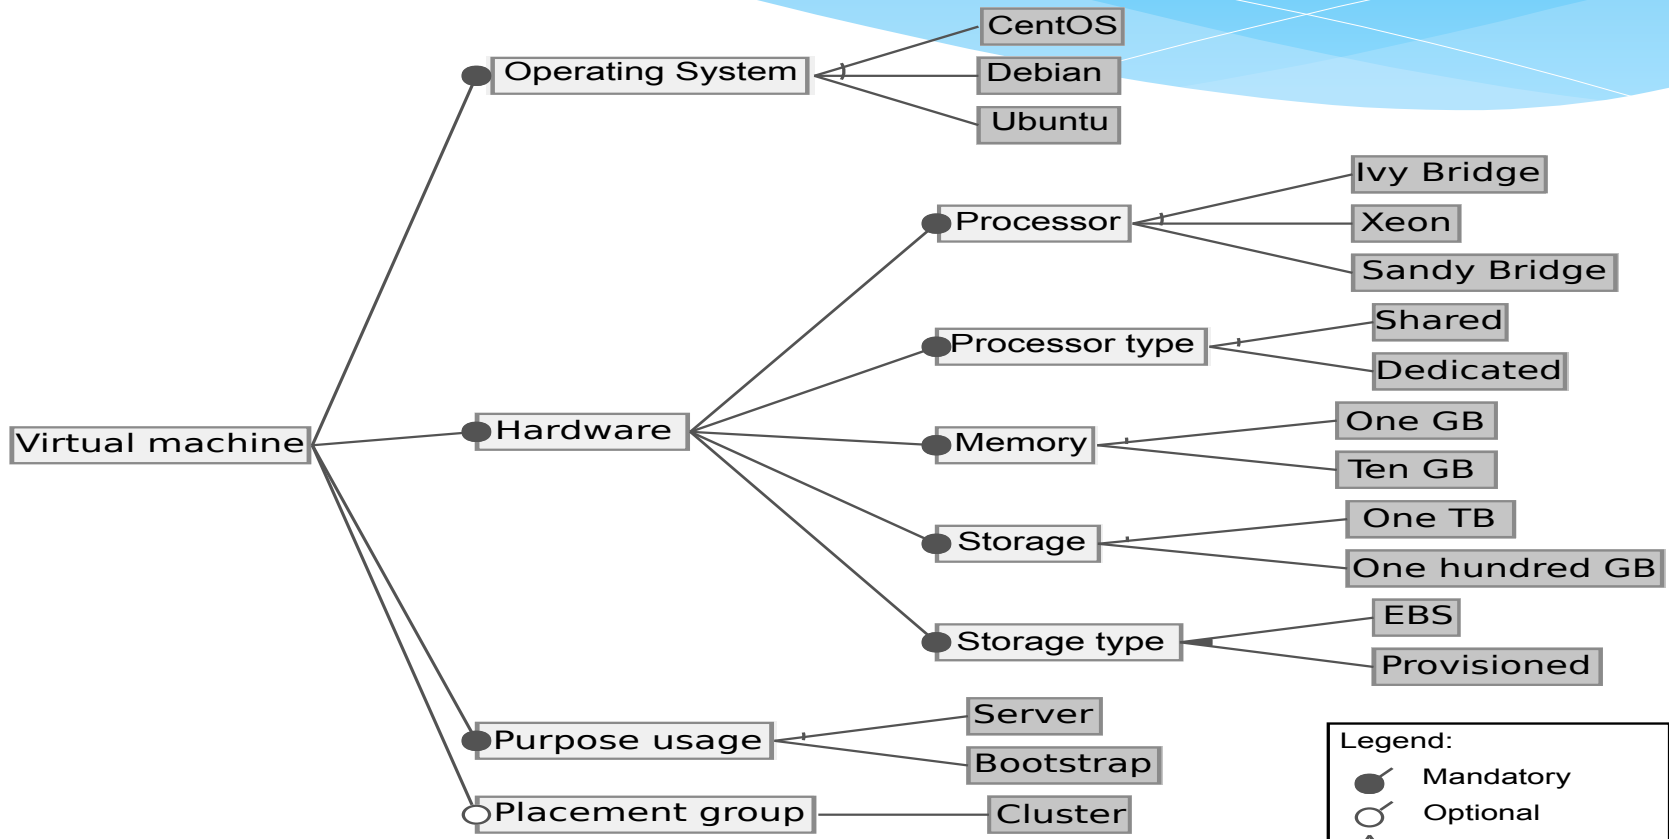 CentOS
Operating System
Debian
Ubuntu
Ivy Bridge
Processor
Xeon
Sandy Bridge
Shared
Processor type
Dedicated
One GB
Virtual machine
Hardware
Memory
Ten GB
One TB
Storage
One hundred GB
EBS
Storage type
Provisioned
Server
Purpose usage
Bootstrap
Placement group
Cluster
Legend:
Mandatory
Optional